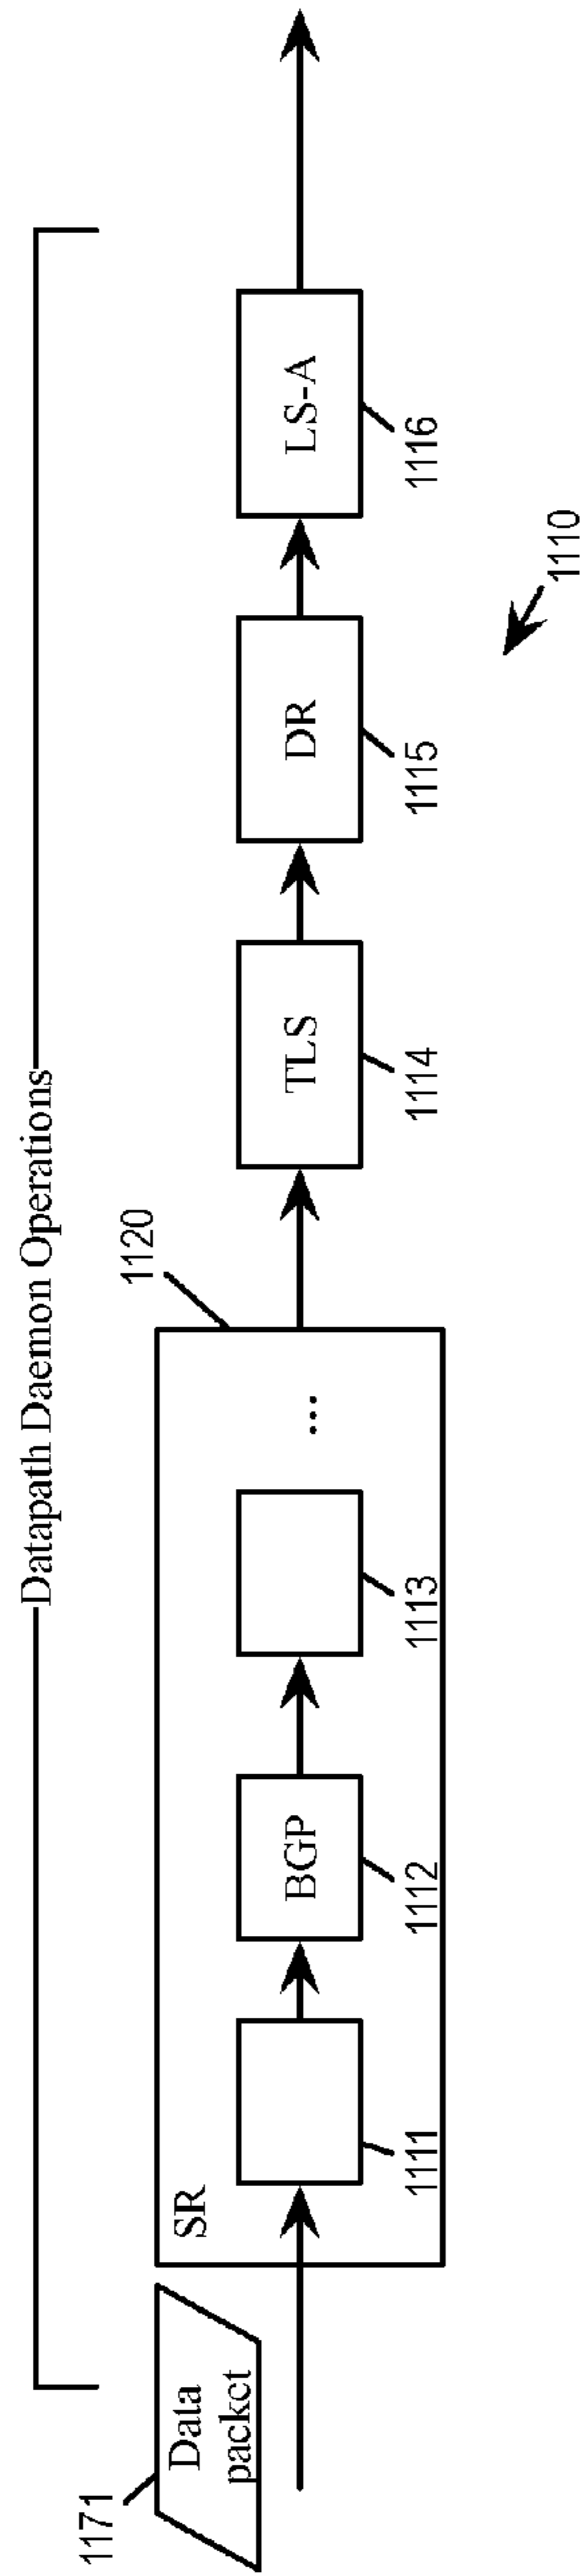 Datapath Daemon Operations
1171
Data
packet
SR
1120
BGP
...
TLS
DR
LS-A
1111
1112
1113
1114
1115
1116
1110